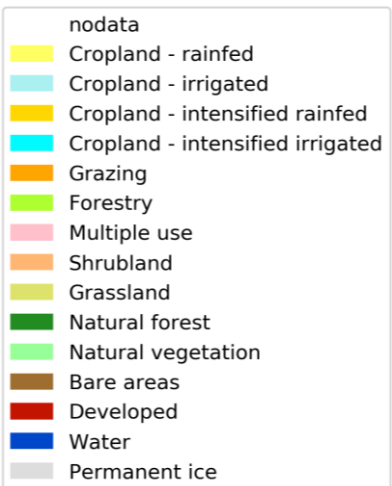 nodata
Cropland - rainfed
Cropland - irrigated
Cropland - intensified rainfed
Cropland - intensified irrigated
Grazing
Forestry
Multiple use
Shrubland
Grassland
Natural forest
Natural vegetation
Bare areas
Developed
Water
Permanent ice